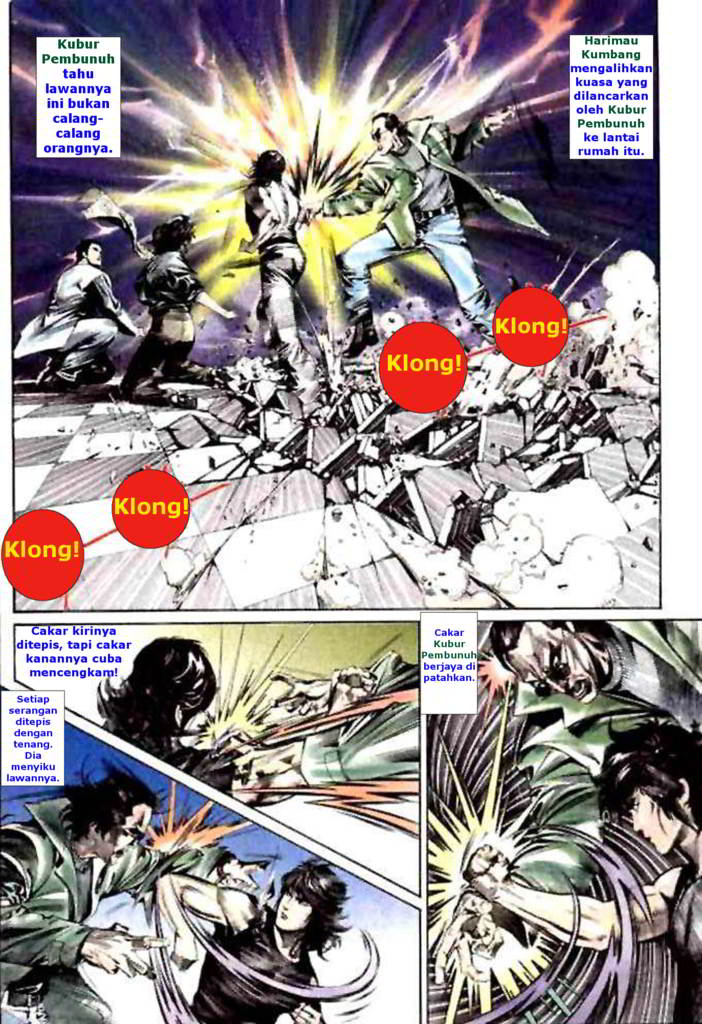 Kubur
Pembunuh
tahu
lawannya
ini bukan
calang-
calang
orangnya.
Harimau
Kumbang
mengalihkan
kuasa yang
dilancarkan
oleh Kubur
Pembunuh
ke lantai
rumah itu.
Klong!
Klong!
Klong!
Klong!
Cakar kirinya
ditepis, tapi cakar
kanannya cuba
mencengkam!
Cakar
Kubur
Pembunuh
berjaya di
patahkan.
Setiap
serangan
ditepis
dengan
tenang.
Dia
menyiku
lawannya.